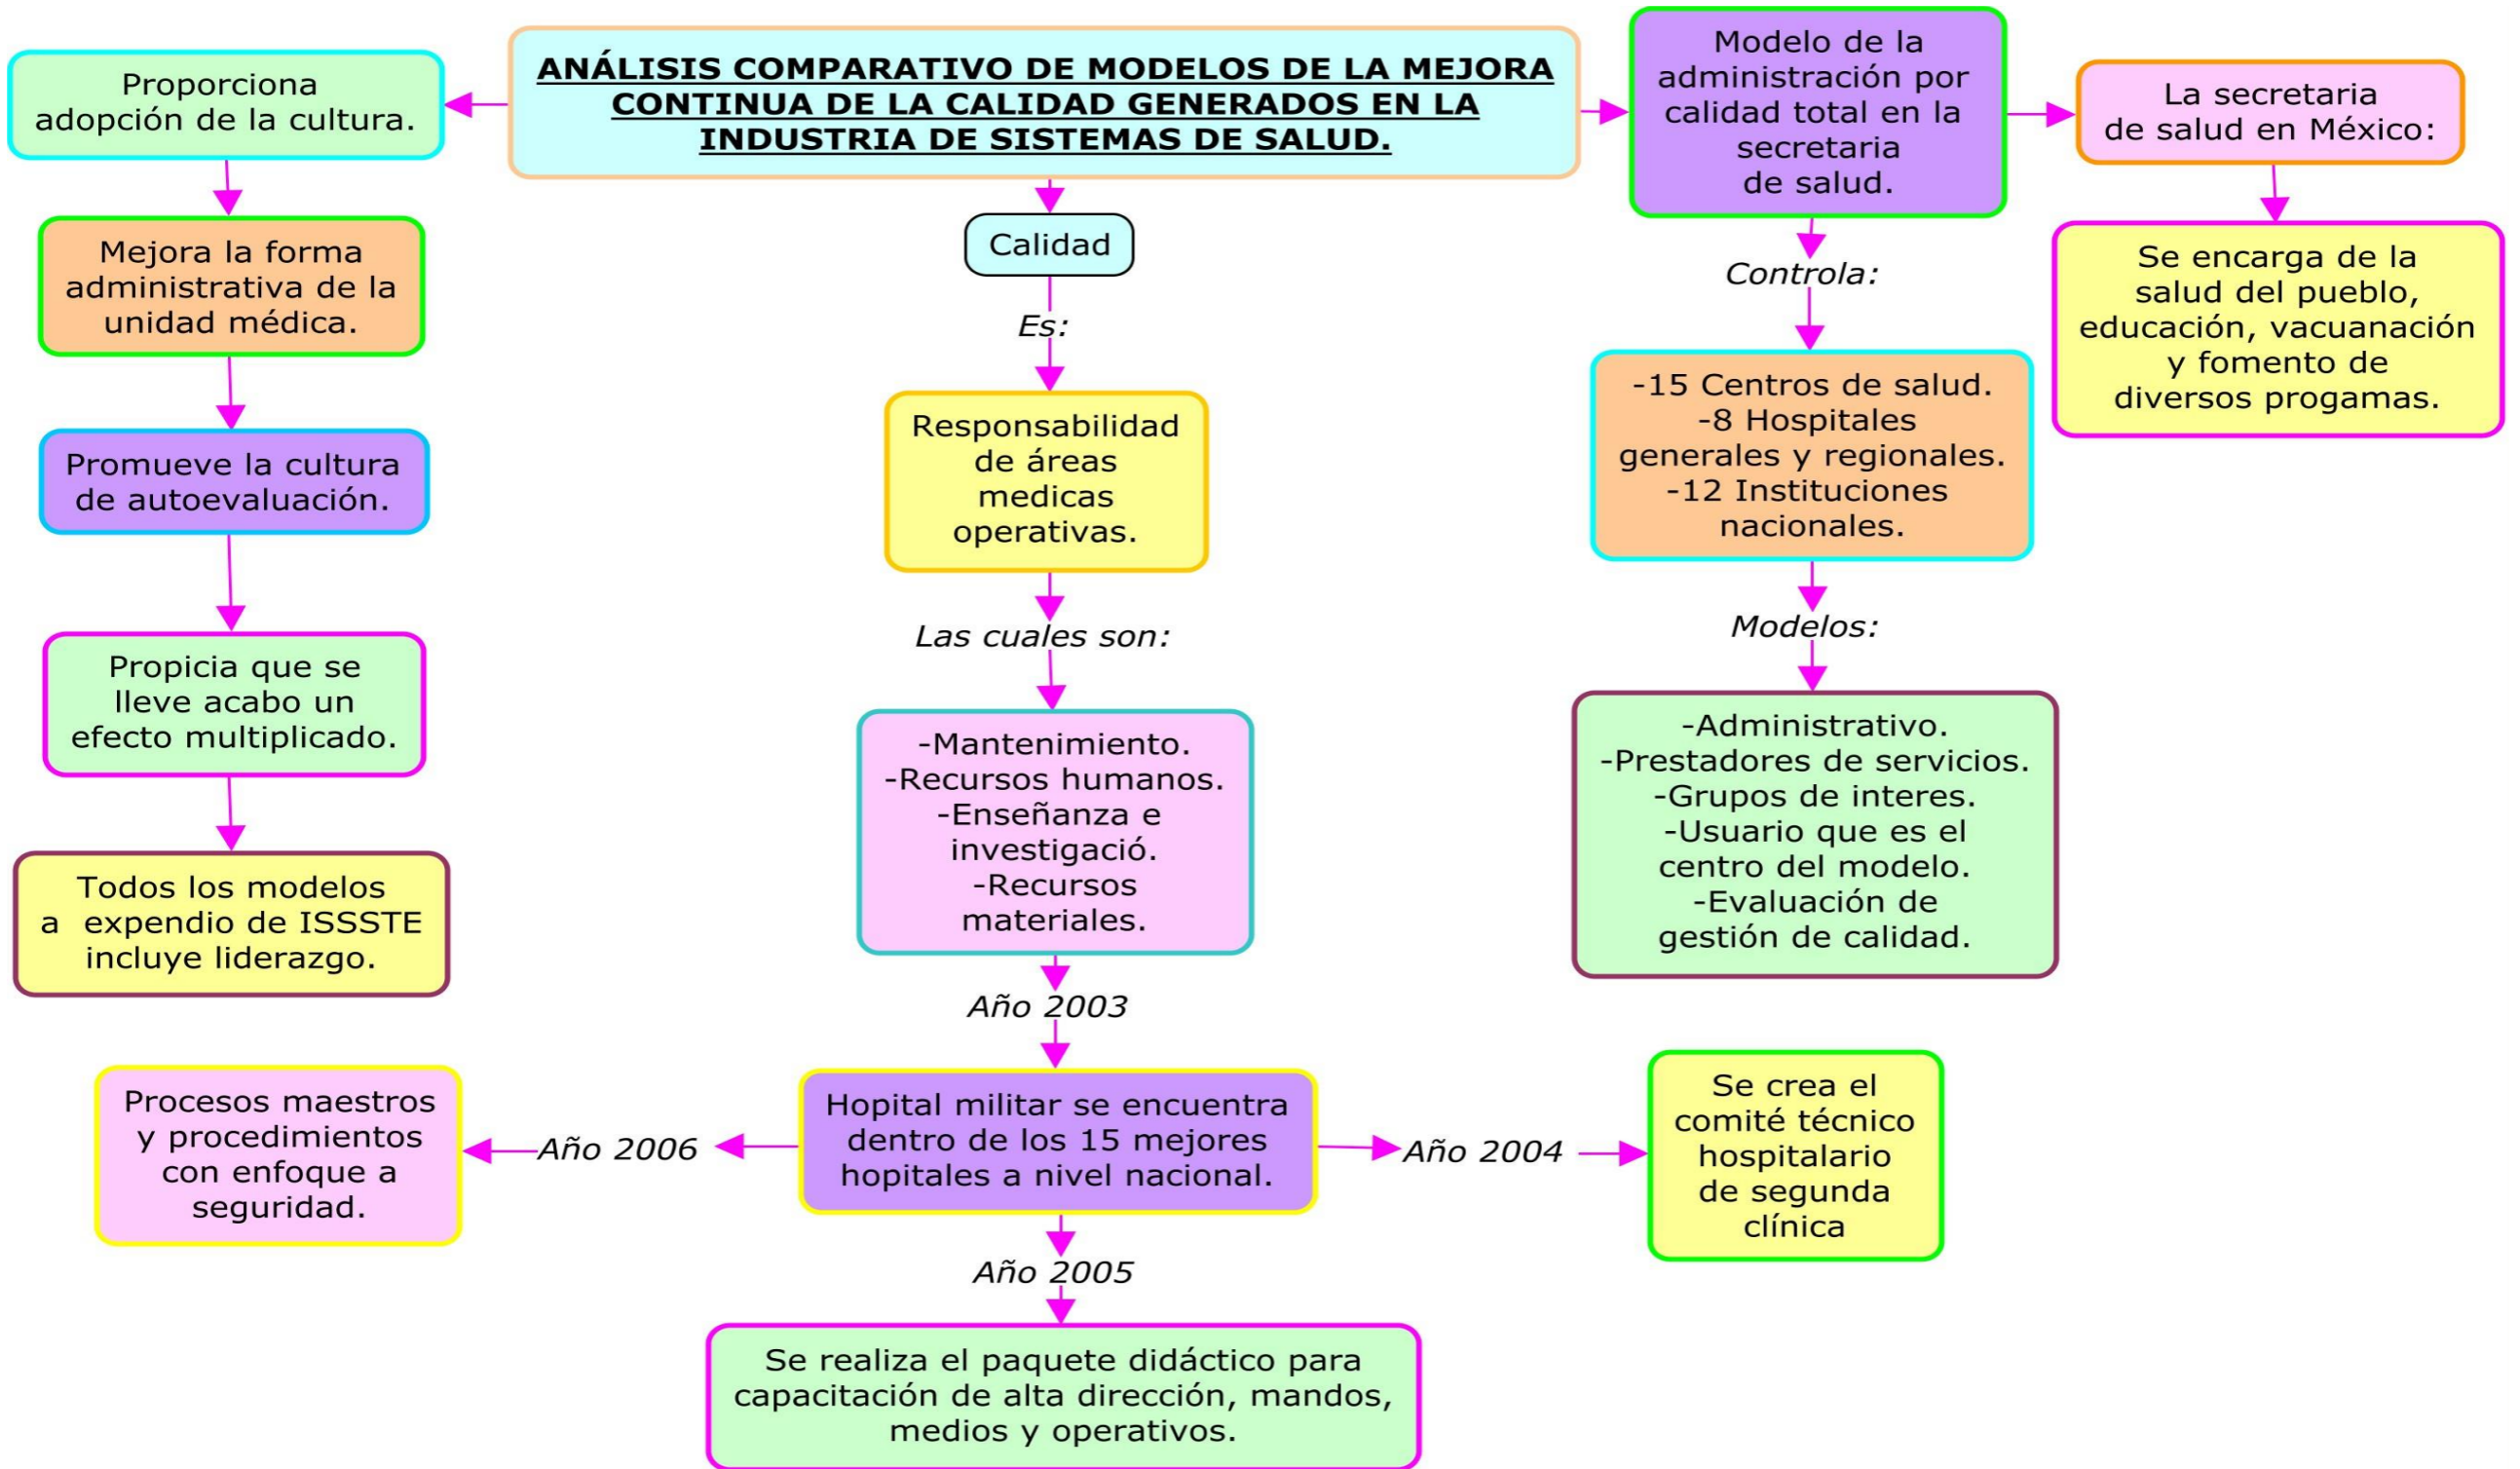 ANÁLISIS COMPARATIVO DE MODELOS DE LA MEJORA
CONTINUA DE LA CALIDAD GENERADOS EN LA
INDUSTRIA DE SISTEMAS DE SALUD.
Proporciona
adopción de la cultura.
Mejora la forma
administrativa de la
unidad médica.
Promueve la cultura
de autoevaluación.
Propicia que se
lleve acabo un
efecto multiplicado.
Todos los modelos
a expendio de ISSSTE
incluye liderazgo.
Calidad
Es:
Responsabilidad
de áreas
medicas
operativas.
Las cuales son:
-Mantenimiento.
-Recursos humanos.
-Enseñanza e
investigació.
-Recursos
materiales.
Año 2003
Hopital militar se encuentra
dentro de los 15 mejores
hopitales a nivel nacional.
Año 2006
Procesos maestros
y procedimientos
con enfoque a
seguridad.
Año 2005
Se realiza el paquete didáctico para
capacitación de alta dirección, mandos,
medios y operativos.
Año 2004
Se crea el
comité técnico
hospitalario
de segunda
clínica
Modelo de la
administración por
calidad total en la
secretaria
de salud.
Controla:
-15 Centros de salud.
-8 Hospitales
generales y regionales.
-12 Instituciones
nacionales.
Modelos:
-Administrativo.
-Prestadores de servicios.
-Grupos de interes.
-Usuario que es el
centro del modelo.
-Evaluación de
gestión de calidad.
La secretaria
de salud en México:
Se encarga de la
salud del pueblo,
educación, vacuanación
y fomento de
diversos progamas.